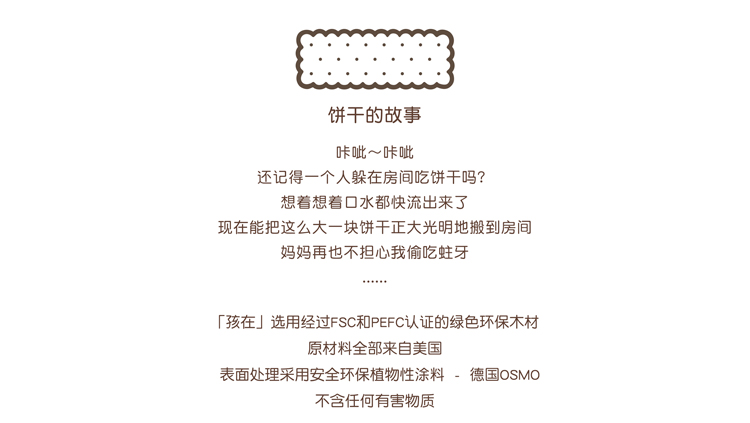 饼干的故事
咔呲～咔呲
还记得一个人躲在房间吃饼干吗?
想着想着口水都快流出来了
现在能把这么大一块饼干正大光明地搬到房间
妈妈再也不担心我偷吃蛀牙
......
「孩在」选用经过FSC和PEFC认证的绿色环保木材
原材料全部来自美国
表面处理采用安全环保植物性涂料 - 德国OSMO
不含任何有害物质